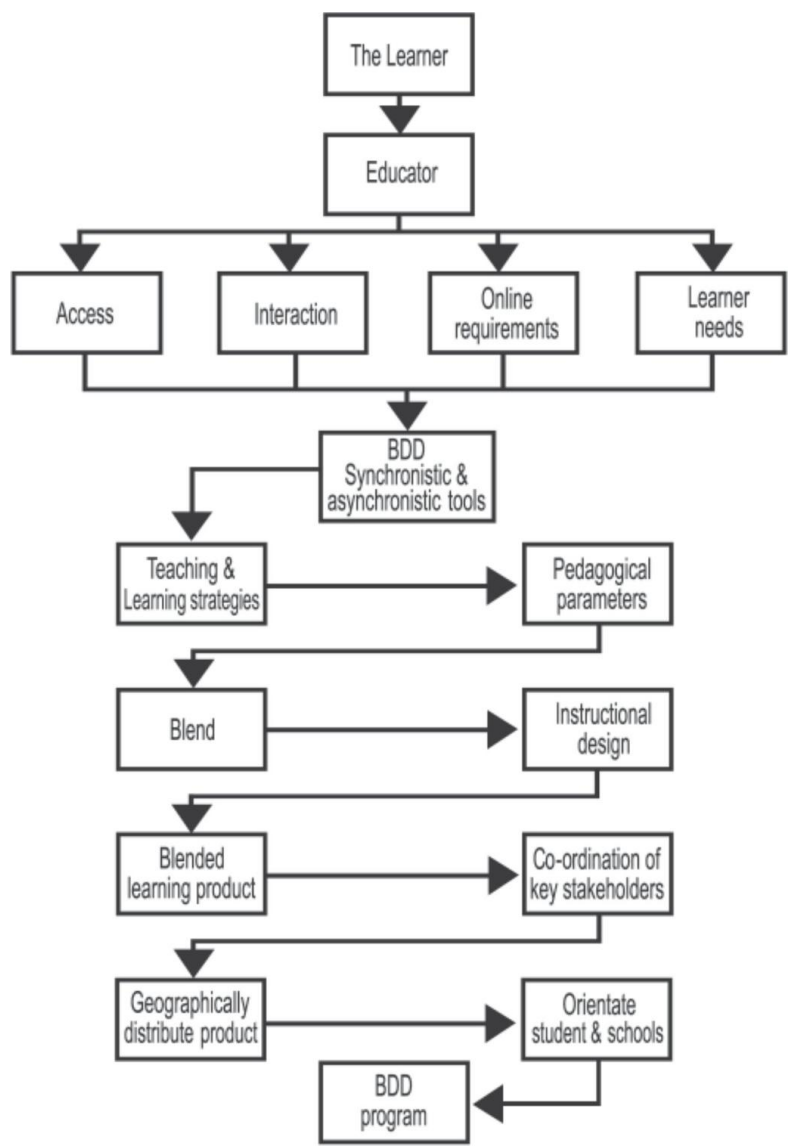 The Learner
Educator
Access
Interaction
Online
requirements
Learner
needs
BDD
Synchronistic &
asynchronistic tools
Teaching &
Learning strategies
Pedagogical
parameters
Blend
Instructional
design
Blended
learning product
Co-ordination of
key stakeholders
Geographically
distribute product
Orientate
student & schools
BDD
program